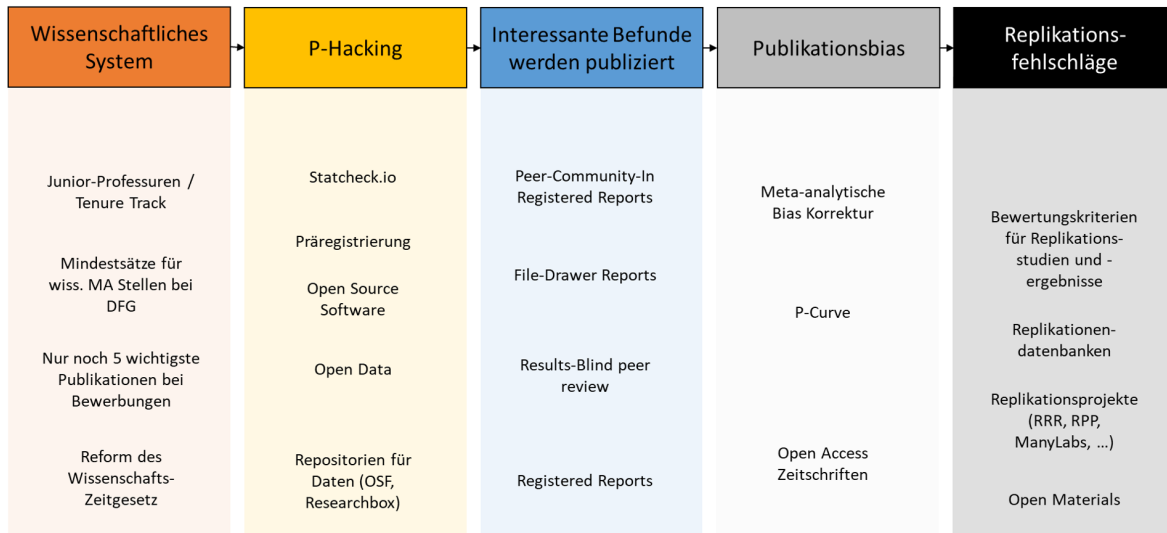 Wissenschaftliches
System
P-Hacking
Interessante Befunde
werden publiziert
Publikationsbias
Replikations-
fehlschläge
Junior-Professuren /
Tenure Track
Mindestsätze für
wiss. MA Stellen bei
DFG
Nur noch 5 wichtigste
Publikationen bei
Bewerbungen
Reform des
Wissenschafts-
Zeitgesetz
Statcheck.io
Präregistrierung
Open Source
Software
Open Data
Repositorien für
Daten (OSF,
Researchbox)
Peer-Community-In
Registered Reports
File-Drawer Reports
Results-Blind peer
review
Registered Reports
Meta-analytische
Bias Korrektur
P-Curve
Open Access
Zeitschriften
Bewertungskriterien
für Replikations-
studien und -
ergebnisse
Replikationen-
datenbanken
Replikationsprojekte
(RRR, RPP,
ManyLabs, ...)
Open Materials